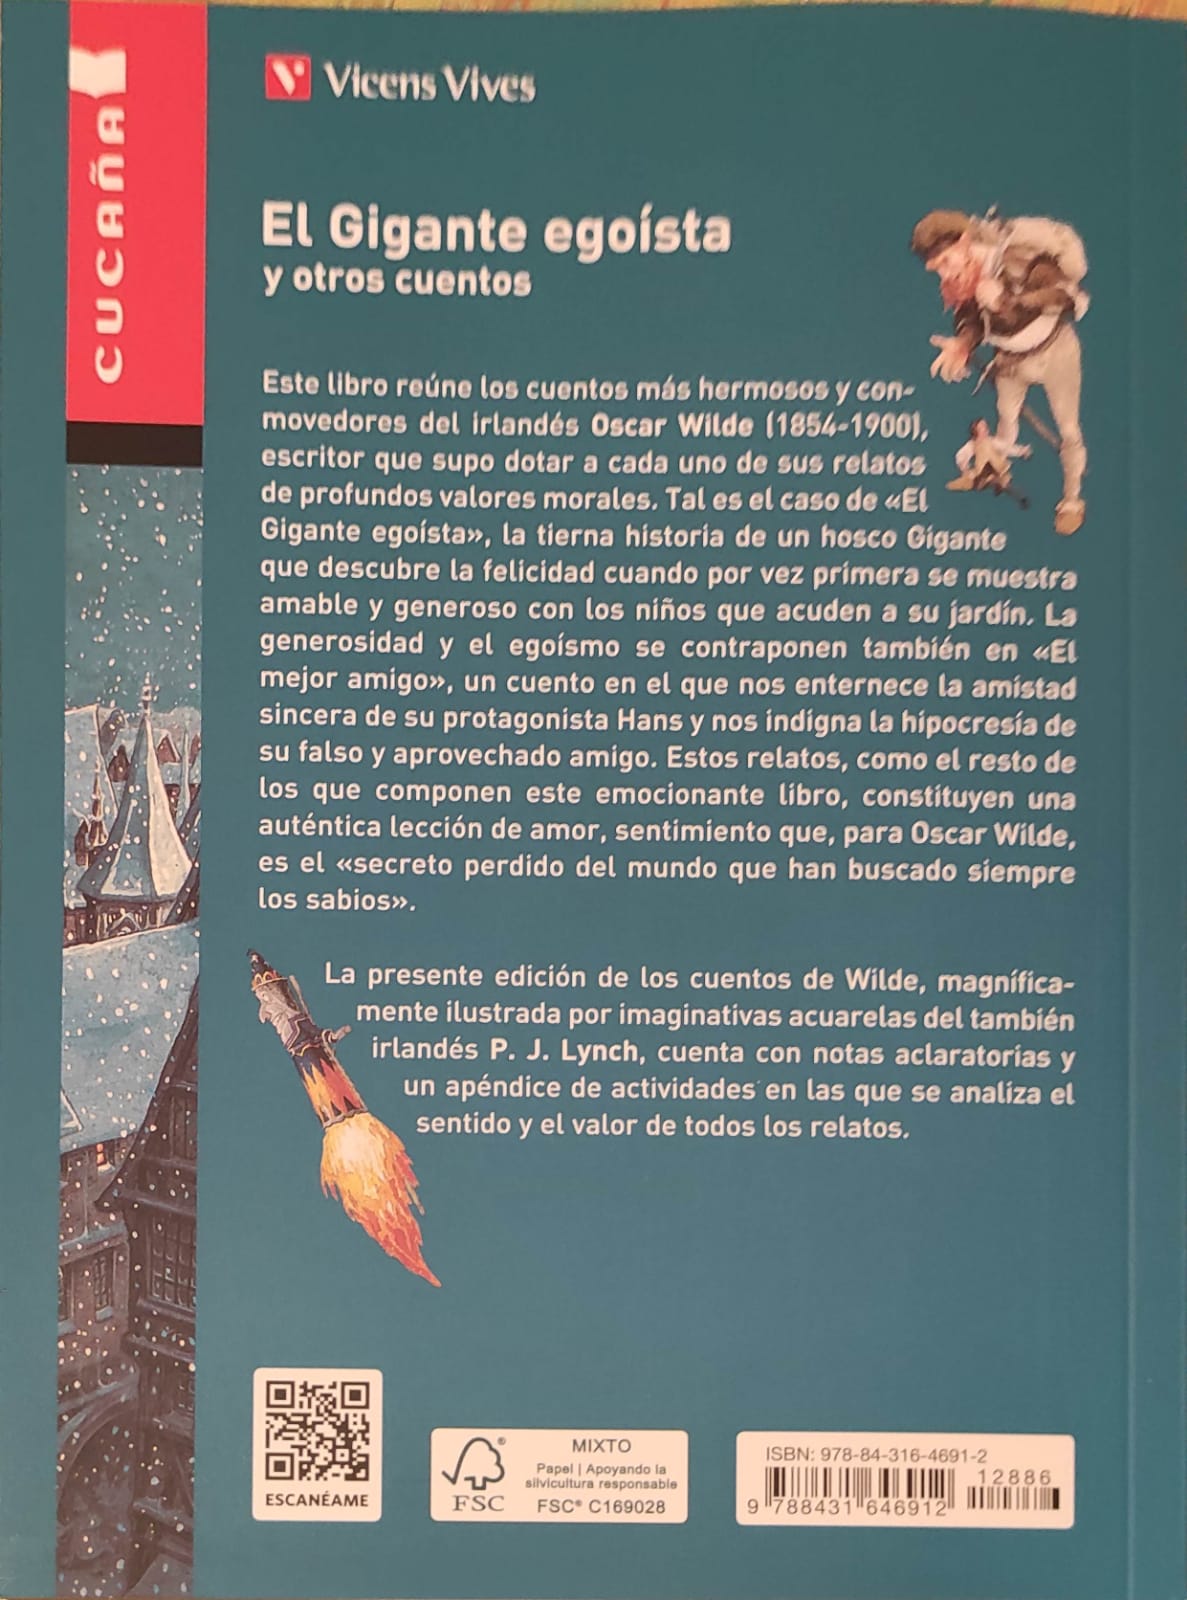 CUCAÑA
Vicens Vives
El Gigante egoísta
y otros cuentos
Este libro reúne los cuentos más hermosos y con-
movedores del irlandés Oscar Wilde (1854-1900),
escritor que supo dotar a cada uno de sus relatos
de profundos valores morales. Tal es el caso de «El
Gigante egoísta», la tierna historia de un hosco Gigante
que descubre la felicidad cuando por vez primera se muestra
amable y generoso con los niños que acuden a su jardín. La
generosidad y el egoísmo se contraponen también en «El
mejor amigo», un cuento en el que nos enternece la amistad
sincera de su protagonista Hans y nos indigna la hipocresía de
su falso y aprovechado amigo. Estos relatos, como el resto de
los que componen este emocionante libro, constituyen una
auténtica lección de amor, sentimiento que, para Oscar Wilde,
es el «secreto perdido del mundo que han buscado siempre
los sabios».
La presente edición de los cuentos de Wilde, magnífica-
mente ilustrada por imaginativas acuarelas del también
irlandés P. J. Lynch, cuenta con notas aclaratorias y
un apéndice de actividades en las que se analiza el
sentido y el valor de todos los relatos.
ESCANÉAME
FSC®
MIXTO
Papel | Apoyando la
silvicultura responsable
FSC® C169028
ISBN: 978-84-316-4691-2
12886
9 788431 646912